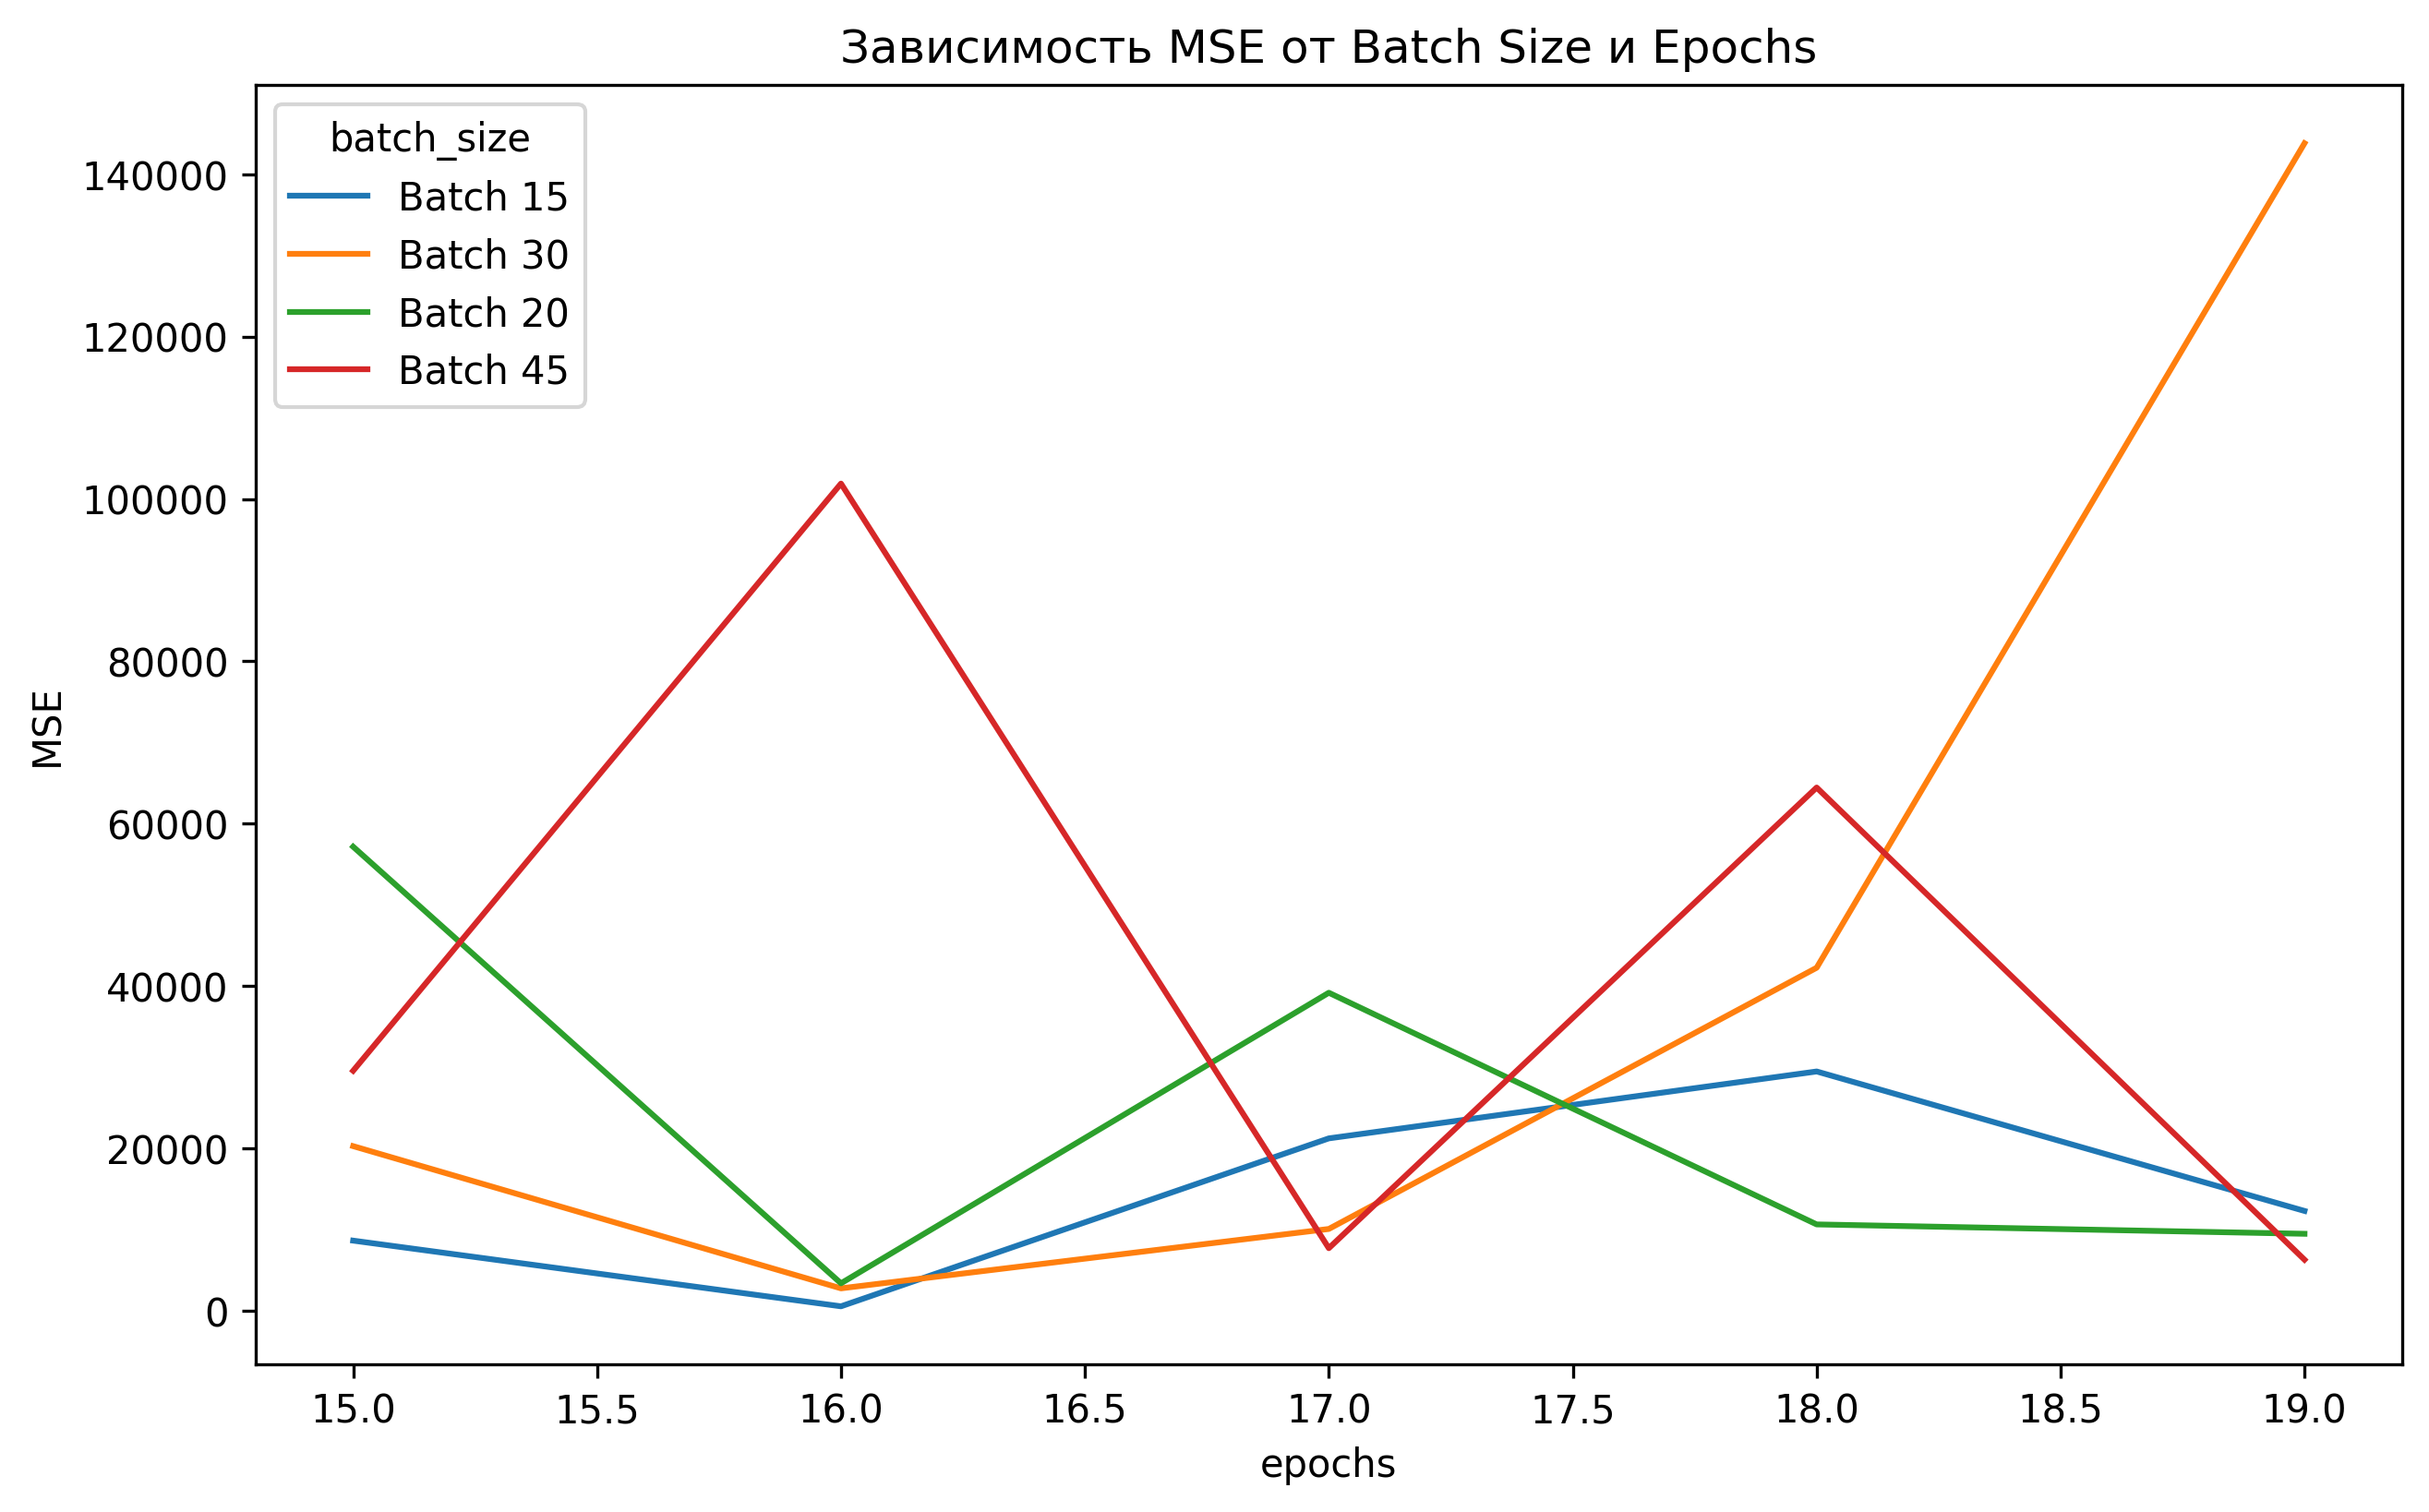 Зависимость MSE от Batch Size и Epochs
batch_size
Batch 15
Batch 30
Batch 20
Batch 45
140000
120000
100000
80000
60000
40000
20000
0
MSE
15.0 15.5 16.0 16.5 17.0 17.5 18.0 18.5 19.0
epochs